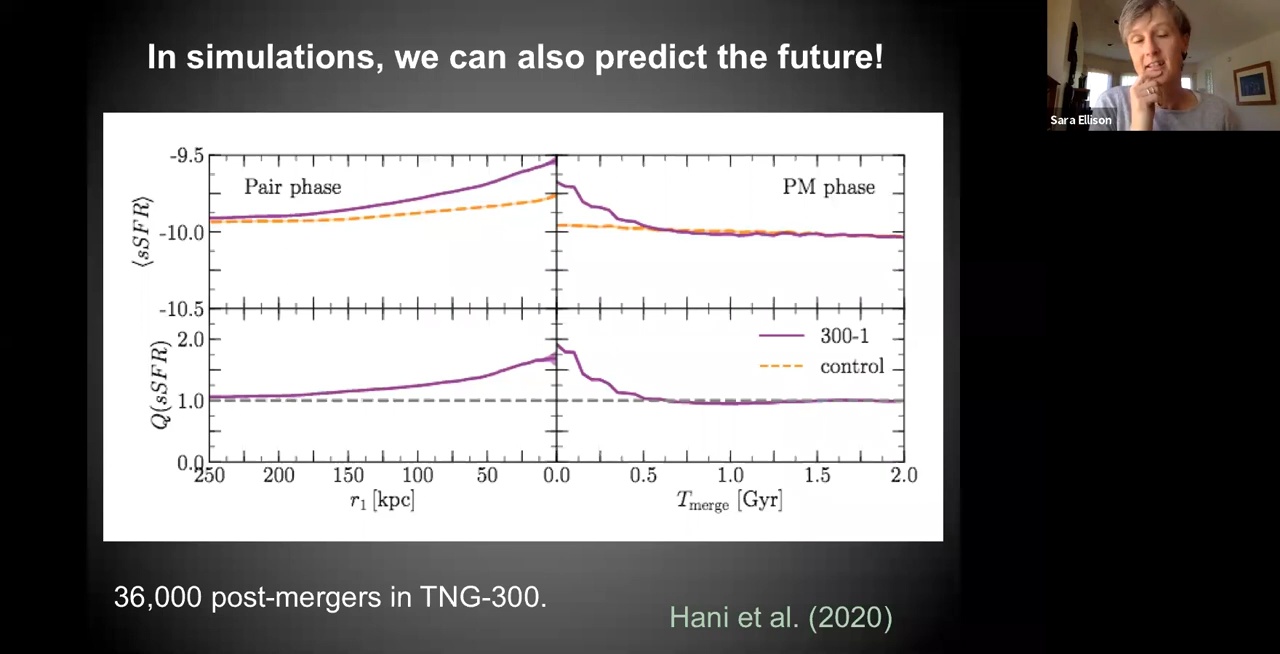 In simulations, we can also predict the future!
Sara Ellison
-9.5
-10.0
-10.5
⟨sSFR⟩
Pair phase
PM phase
2.0
1.0
0.0
Q(sSFR)
300-1
control
250 200 150 100 50 0.0 0.5 1.0 1.5 2.0
r₁ [kpc]
T_merge [Gyr]
36,000 post-mergers in TNG-300.
Hani et al. (2020)